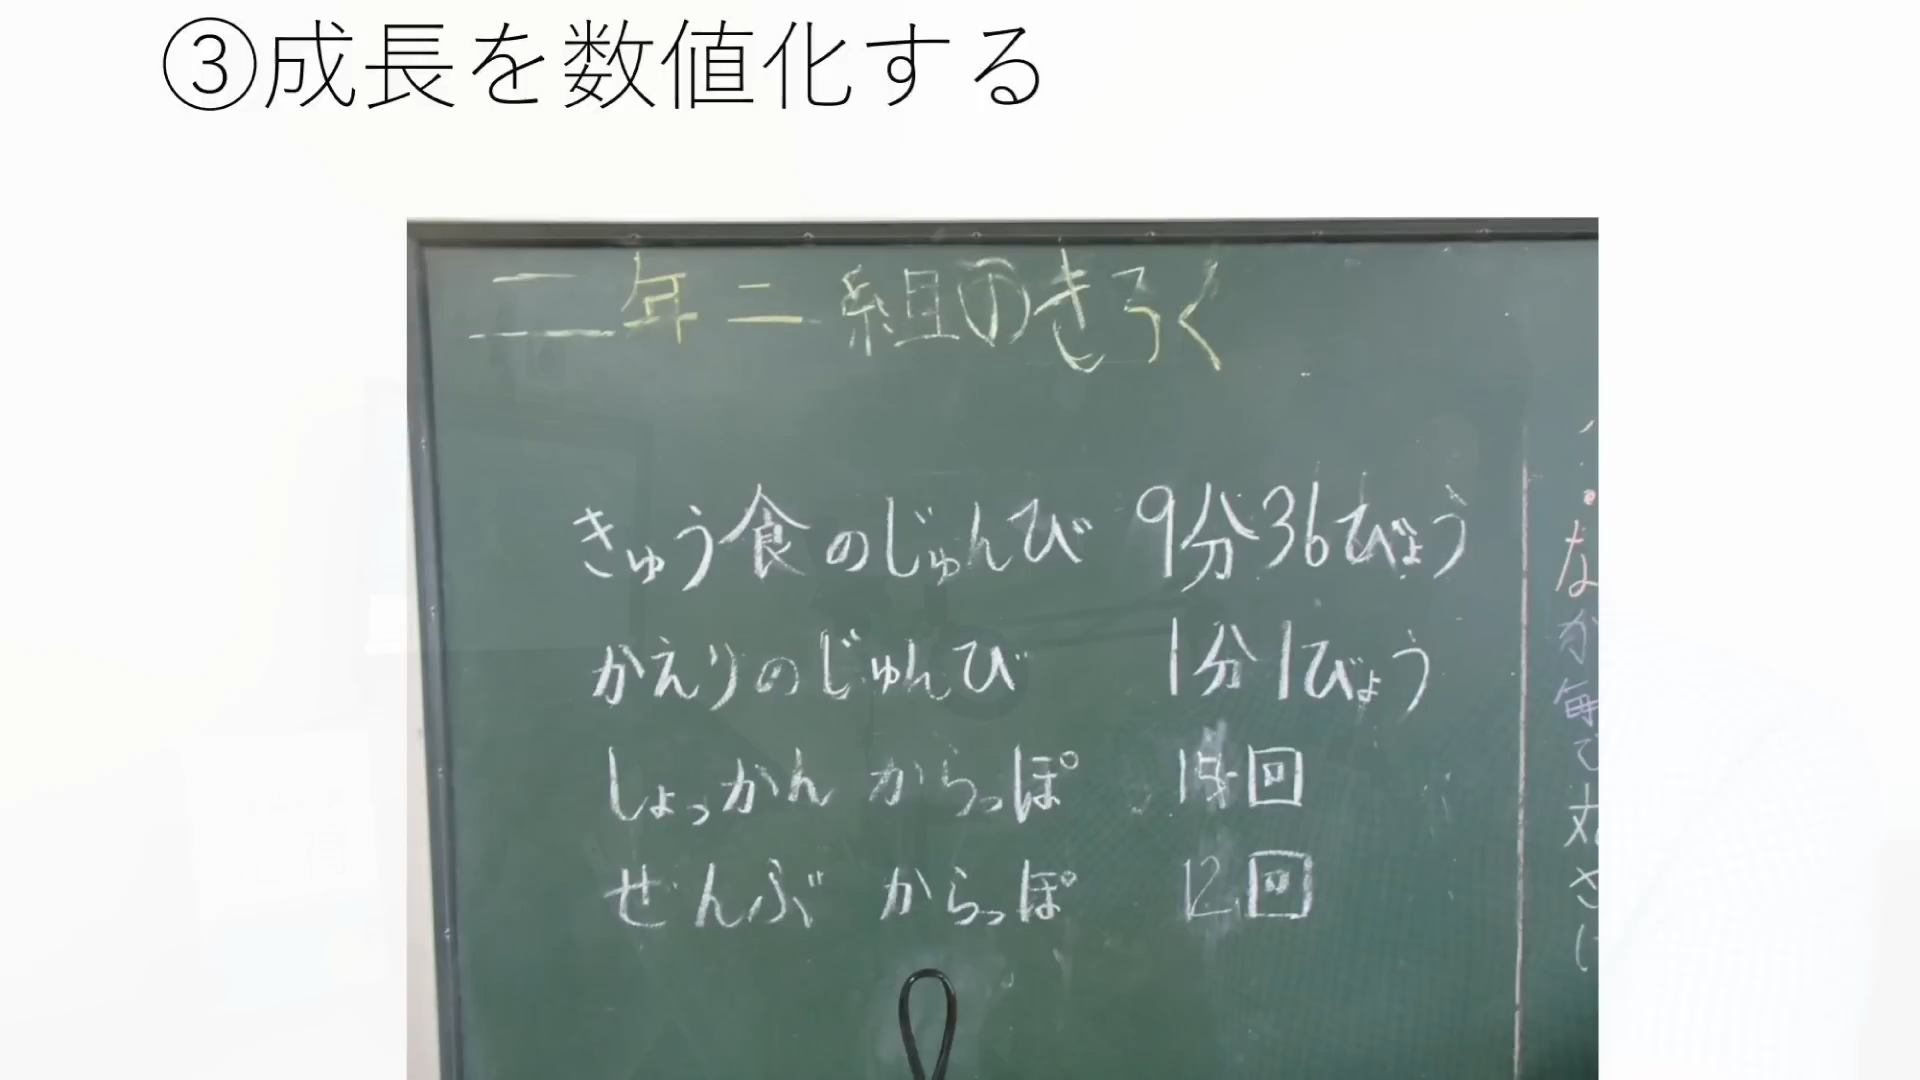 ③成長を数値化する
二年二組のきろく
きゅう食のじゅんび 9分36びょう
かえりのじゅんび 1分1びょう
しょっかん からっぽ 回
ぜんぶ からっぽ 12回